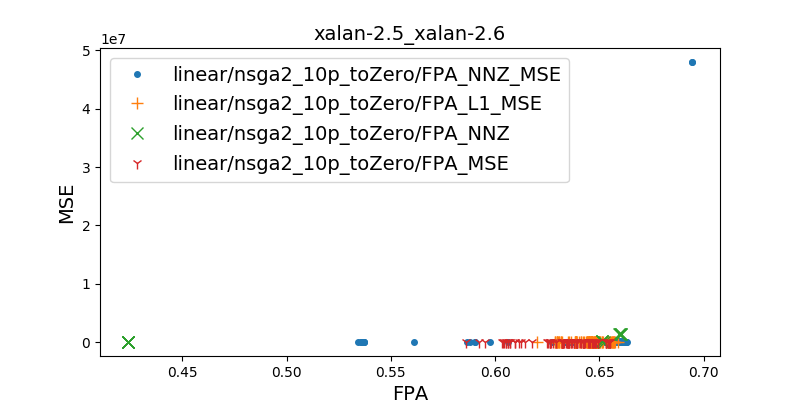 xalan-2.5_xalan-2.6
1e7
5
4
3
2
1
0
MSE
linear/nsga2_10p_toZero/FPA_NNZ_MSE
linear/nsga2_10p_toZero/FPA_L1_MSE
linear/nsga2_10p_toZero/FPA_NNZ
linear/nsga2_10p_toZero/FPA_MSE
0.45 0.50 0.55 0.60 0.65 0.70
FPA